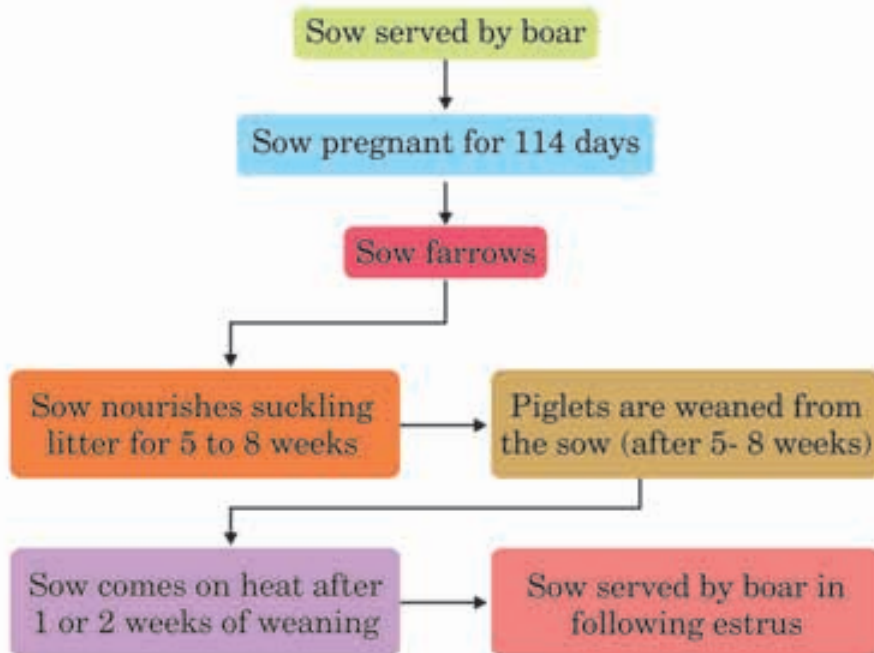 Sow served by boar
Sow pregnant for 114 days
Sow farrows
Sow nourishes suckling
litter for 5 to 8 weeks
Piglets are weaned from
the sow (after 5- 8 weeks)
Sow comes on heat after
1 or 2 weeks of weaning
Sow served by boar in
following estrus